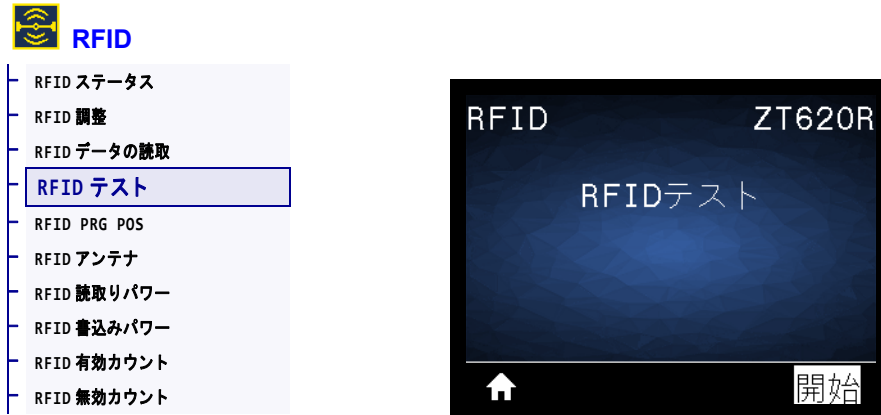 RFID
RFID ステータス
RFID 調整
RFID データの読取
RFID テスト
RFID PRG POS
RFID アンテナ
RFID 読取りパワー
RFID 書込みパワー
RFID 有効カウント
RFID 無効カウント
RFID ZT620R
RFIDテスト
開始